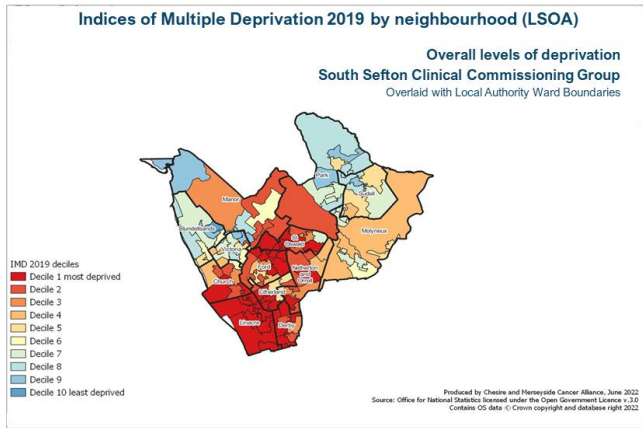 Indices of Multiple Deprivation 2019 by neighbourhood (LSOA)
Overall levels of deprivation
South Sefton Clinical Commissioning Group
Overlaid with Local Authority Ward Boundaries
Park
Sudell
Manor
Molyneux
Blundellsands
St Oswald
Victoria
Ford
Netherton and Orrell
Church
Litherland
Linacre
Derby
IMD 2019 deciles
Decile 1 most deprived
Decile 2
Decile 3
Decile 4
Decile 5
Decile 6
Decile 7
Decile 8
Decile 9
Decile 10 least deprived
Produced by Chesire and Merseyside Cancer Alliance, June 2022
Source: Office for National Statistics licensed under the Open Government Licence v.3.0
Contains OS data © Crown copyright and database right 2022